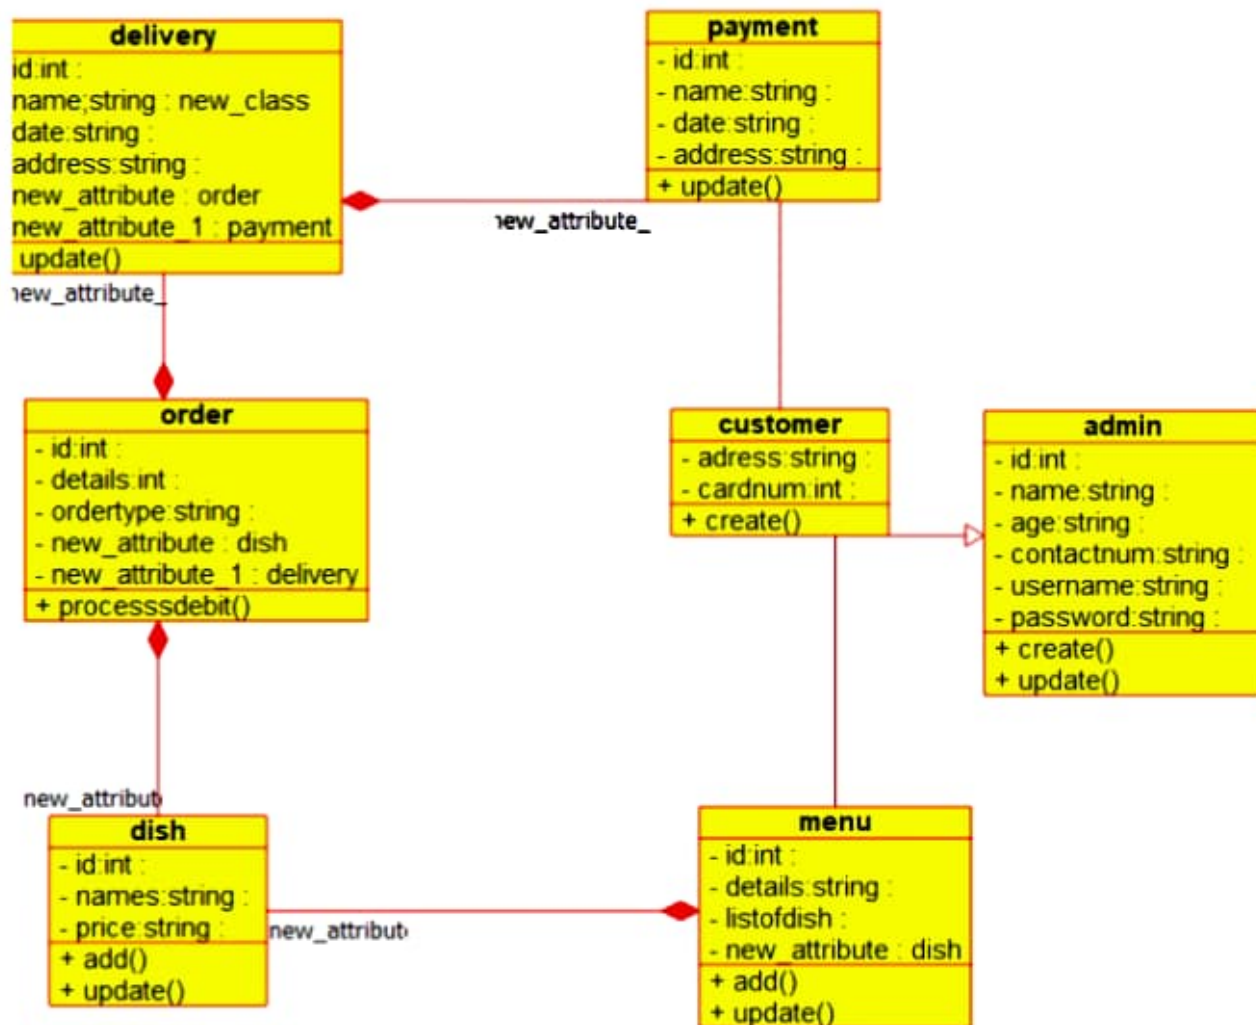 delivery
id:int :
name;string : new_class
date:string :
address:string :
new_attribute : order
new_attribute_1 : payment
update()
payment
- id:int :
- name:string :
- date:string :
- address:string :
+ update()
new_attribute_
new_attribute_
order
- id:int :
- details:int :
- ordertype:string :
- new_attribute : dish
- new_attribute_1 : delivery
+ processsdebit()
customer
- adress:string :
- cardnum:int :
+ create()
admin
- id:int :
- name:string :
- age:string :
- contactnum:string :
- username:string :
- password:string :
+ create()
+ update()
new_attribut
dish
- id:int :
- names:string :
- price:string :
+ add()
+ update()
new_attribut
menu
- id:int :
- details:string :
- listofdish :
- new_attribute : dish
+ add()
+ update()